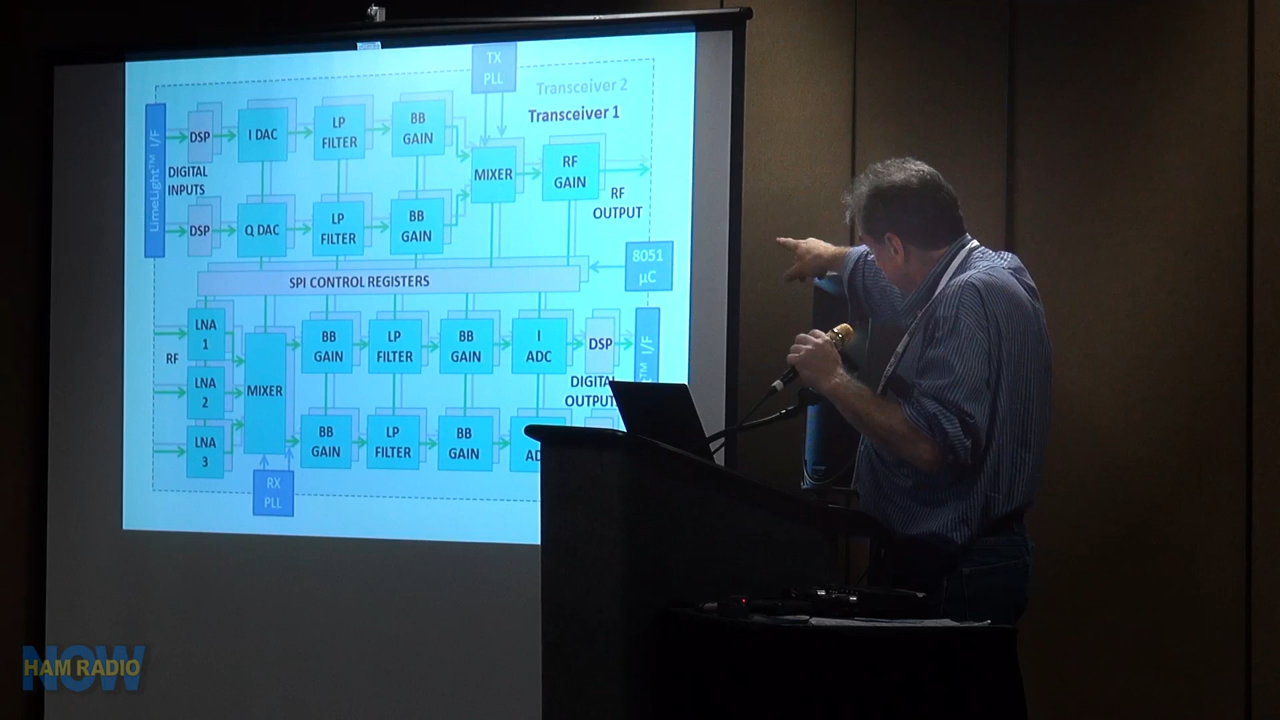 TX
PLL
Transceiver 2
Transceiver 1
LimeLight™ I/F
DSP
I DAC
LP
FILTER
BB
GAIN
DIGITAL
INPUTS
MIXER
RF
GAIN
RF
OUTPUT
DSP
Q DAC
LP
FILTER
BB
GAIN
8051
µC
SPI CONTROL REGISTERS
LNA
1
RF
LNA
2
LNA
3
MIXER
BB
GAIN
LP
FILTER
BB
GAIN
I
ADC
DSP
I/F
DIGITAL
OUTPUT
BB
GAIN
LP
FILTER
BB
GAIN
RX
PLL
HAM RADIO
NOW